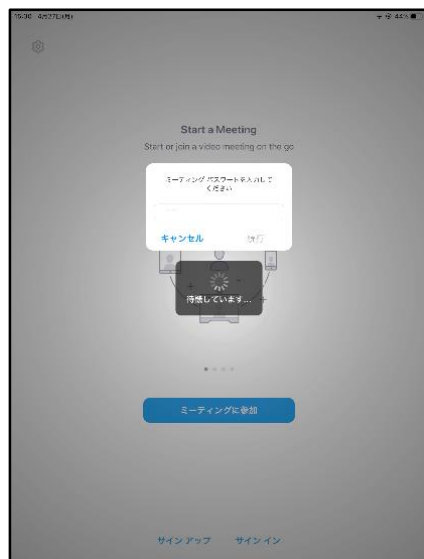 15:30 4月27日(月)
44%
Start a Meeting
Start or join a video meeting on the go
ミーティング パスワードを入力して
ください
キャンセル 続行
待機しています...
ミーティングに参加
サイン アップ サイン イン